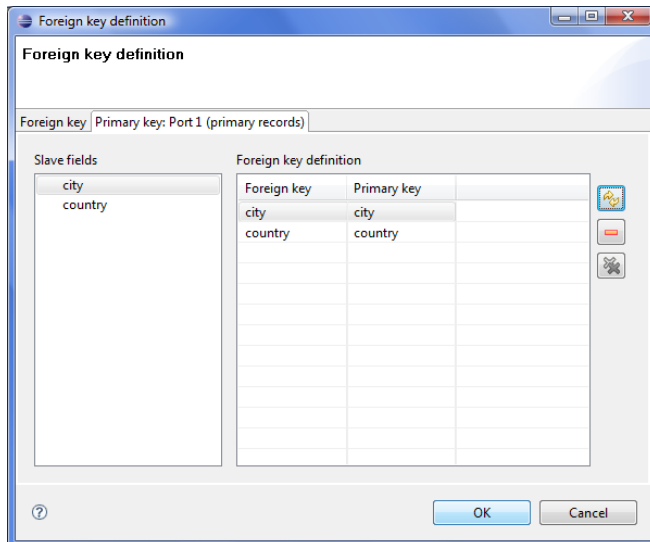 Foreign key definition
Foreign key definition
Foreign key Primary key: Port 1 (primary records)
Slave fields Foreign key definition
city
country
Foreign key Primary key
city city
country country
OK Cancel